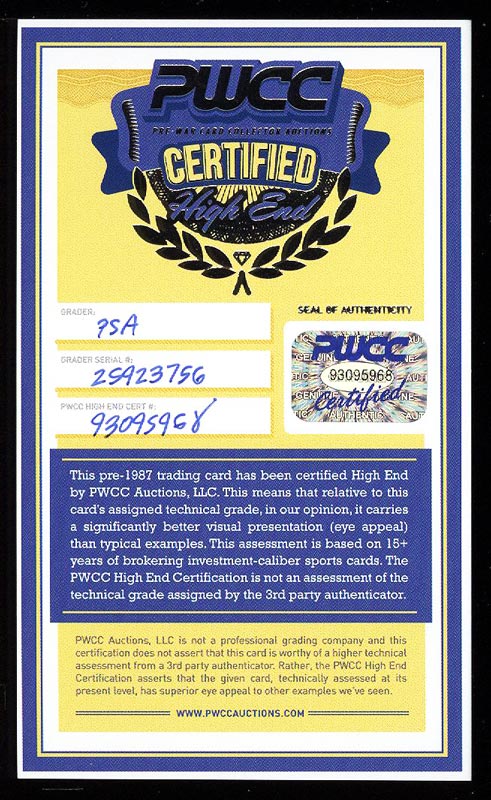 PWCC
PRE-WAR CARD COLLECTOR AUCTIONS
CERTIFIED
High End
GRADER:
PSA
GRADER SERIAL #:
25A23756
PWCC HIGH END CERT #:
93095968
SEAL OF AUTHENTICITY
PWCC
93095968
Certified
This pre-1987 trading card has been certified High End
by PWCC Auctions, LLC. This means that relative to this
card's assigned technical grade, in our opinion, it carries
a significantly better visual presentation (eye appeal)
than typical examples. This assessment is based on 15+
years of brokering investment-caliber sports cards. The
PWCC High End Certification is not an assessment of the
technical grade assigned by the 3rd party authenticator.
PWCC Auctions, LLC is not a professional grading company and this
certification does not assert that this card is worthy of a higher technical
assessment from a 3rd party authenticator. Rather, the PWCC High End
Certification asserts that the given card, technically assessed at its
present level, has superior eye appeal to other examples we've seen.
WWW.PWCCAUCTIONS.COM